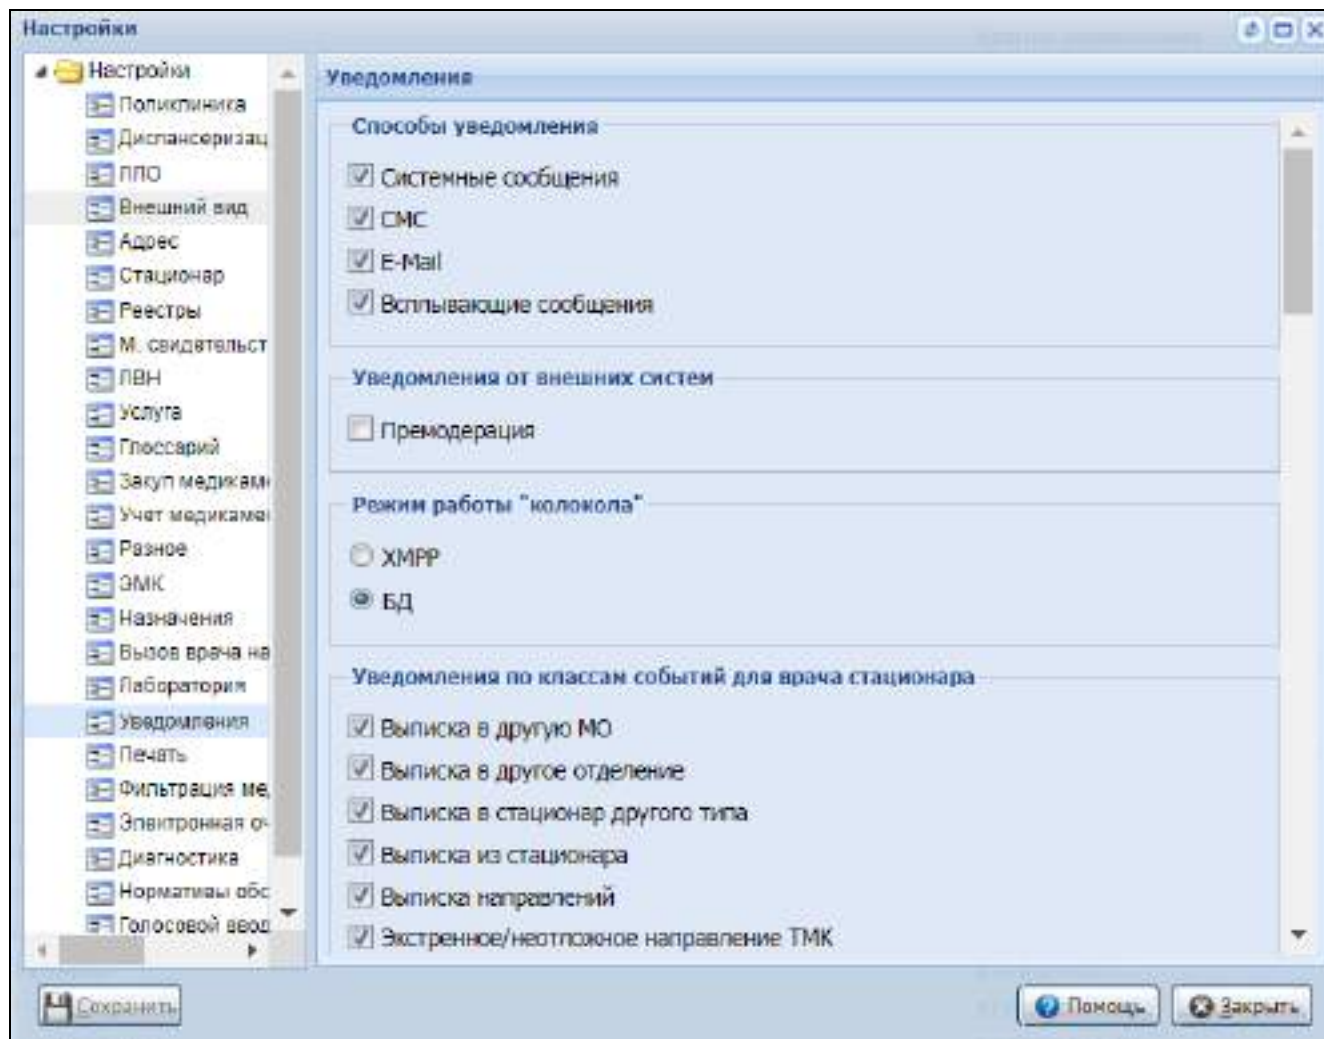 Настройки
Настройки
Поликлиника
Диспансеризац
ЛЛО
Внешний вид
Адрес
Стационар
Реестры
М. свидетельст
ЛВН
Услуга
Глоссарий
Закуп медикаме
Учет медикамен
Разное
ЭМК
Назначения
Вызов врача на
Лаборатория
Уведомления
Печать
Фильтрация ме
Электронная оч
Диагностика
Нормативы обс
Голосовой ввод
Уведомления
Способы уведомления
Системные сообщения
СМС
E-Mail
Всплывающие сообщения
Уведомления от внешних систем
Премодерация
Режим работы "колокола"
XMPP
БД
Уведомления по классам событий для врача стационара
Выписка в другую МО
Выписка в другое отделение
Выписка в стационар другого типа
Выписка из стационара
Выписка направлений
Экстренное/неотложное направление ТМК
Сохранить
Помощь
Закрыть